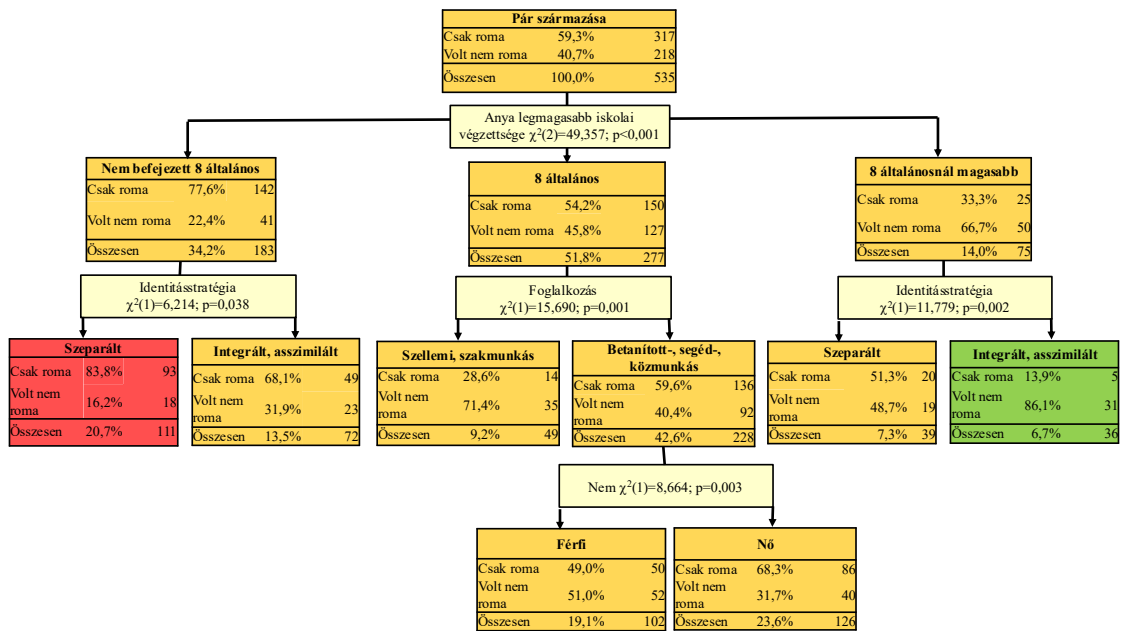 Pár származása
Csak roma 59,3% 317
Volt nem roma 40,7% 218
Összesen 100,0% 535
Anya legmagasabb iskolai
végzettsége χ²(2)=49,357; p<0,001
Nem befejezett 8 általános
Csak roma 77,6% 142
Volt nem roma 22,4% 41
Összesen 34,2% 183
8 általános
Csak roma 54,2% 150
Volt nem roma 45,8% 127
Összesen 51,8% 277
8 általánosnál magasabb
Csak roma 33,3% 25
Volt nem roma 66,7% 50
Összesen 14,0% 75
Identitásstratégia
χ²(1)=6,214; p=0,038
Foglalkozás
χ²(1)=15,690; p=0,001
Identitásstratégia
χ²(1)=11,779; p=0,002
Szeparált
Csak roma 83,8% 93
Volt nem
roma 16,2% 18
Összesen 20,7% 111
Integrált, asszimilált
Csak roma 68,1% 49
Volt nem
roma 31,9% 23
Összesen 13,5% 72
Szellemi, szakmunkás
Csak roma 28,6% 14
Volt nem
roma 71,4% 35
Összesen 9,2% 49
Betanított-, segéd-,
közmunkás
Csak roma 59,6% 136
Volt nem
roma 40,4% 92
Összesen 42,6% 228
Szeparált
Csak roma 51,3% 20
Volt nem
roma 48,7% 19
Összesen 7,3% 39
Integrált, asszimilált
Csak roma 13,9% 5
Volt nem
roma 86,1% 31
Összesen 6,7% 36
Nem χ²(1)=8,664; p=0,003
Férfi
Csak roma 49,0% 50
Volt nem
roma 51,0% 52
Összesen 19,1% 102
Nő
Csak roma 68,3% 86
Volt nem
roma 31,7% 40
Összesen 23,6% 126